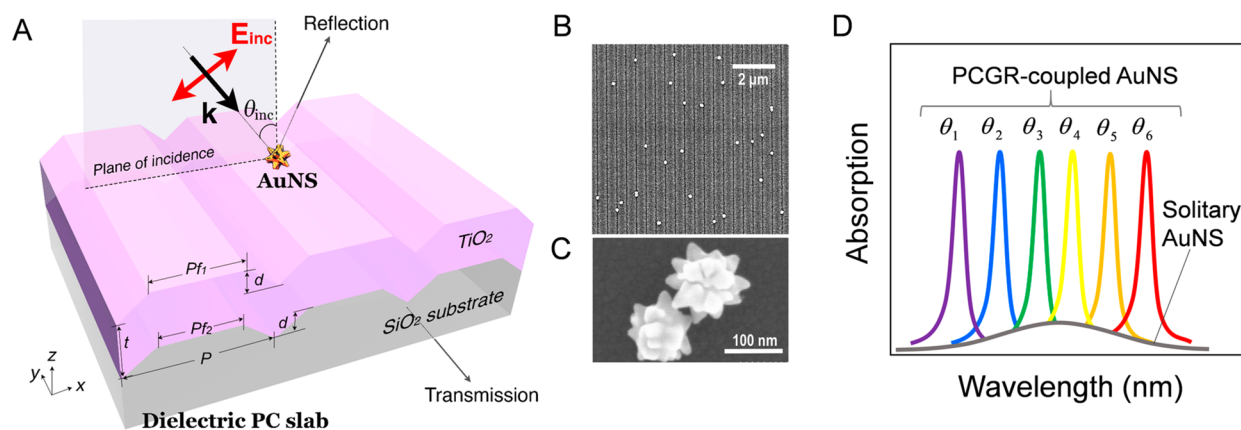 A
E inc
k
θ inc
Reflection
Plane of incidence
AuNS
Pf₁
d
TiO₂
Pf₂
d
t
P
SiO₂ substrate
z
y
x
Transmission
Dielectric PC slab
B
2 μm
C
100 nm
D
PCGR-coupled AuNS
θ₁ θ₂ θ₃ θ₄ θ₅ θ₆
Solitary
AuNS
Absorption
Wavelength (nm)